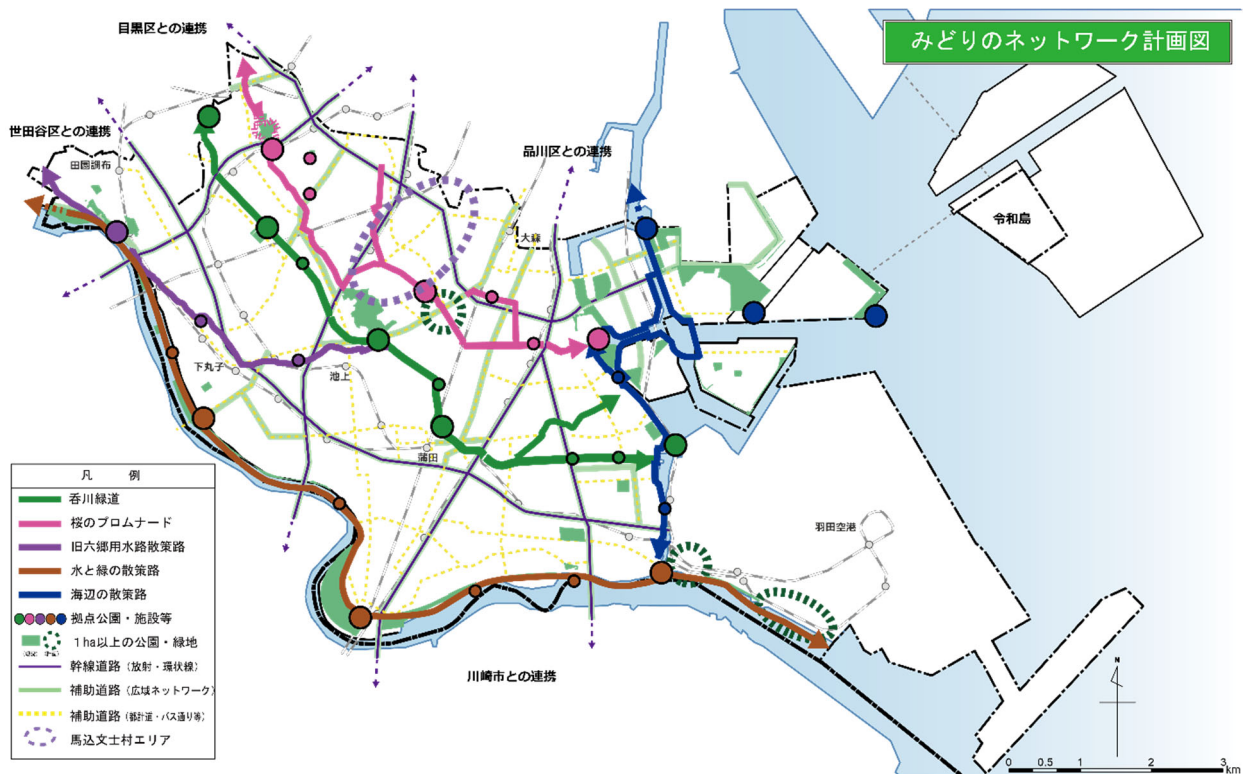 みどりのネットワーク計画図
目黒区との連携
世田谷区との連携
品川区との連携
田園調布
大森
令和島
下丸子
池上
蒲田
羽田空港
川崎市との連携
凡 例
呑川緑道
桜のプロムナード
旧六郷用水路散策路
水と緑の散策路
海辺の散策路
拠点公園・施設等
1ha以上の公園・緑地
幹線道路(放射・環状線)
補助道路(広域ネットワーク)
補助道路(都計道・バス通り等)
馬込文士村エリア
N
0 0.5 1 2 3
km